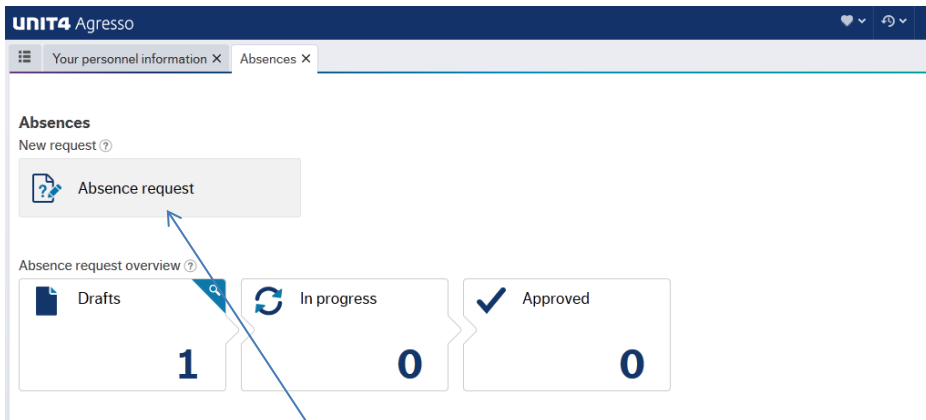 UNIT4 Agresso
Your personnel information Absences
Absences
New request ?
Absence request
Absence request overview ?
Drafts In progress Approved
1 0 0